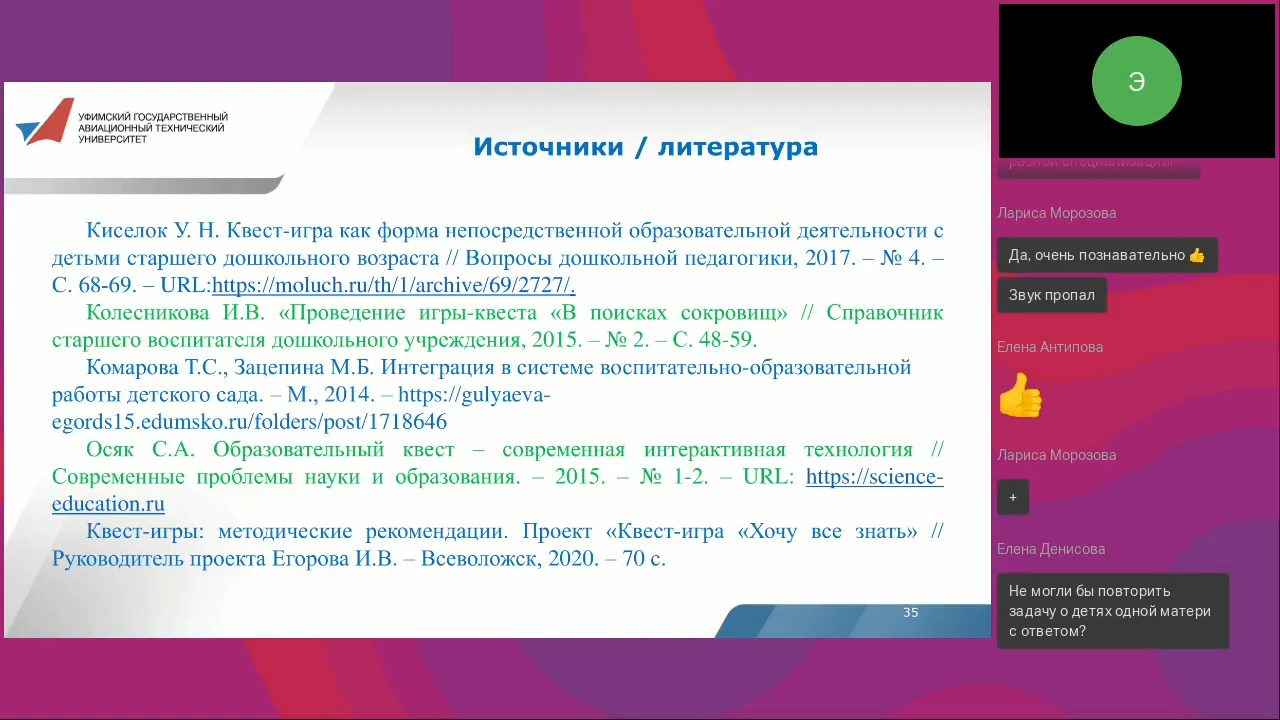 УФИМСКИЙ ГОСУДАРСТВЕННЫЙ
АВИАЦИОННЫЙ ТЕХНИЧЕСКИЙ
УНИВЕРСИТЕТ
Источники / литература
Киселок У. Н. Квест-игра как форма непосредственной образовательной деятельности с
детьми старшего дошкольного возраста // Вопросы дошкольной педагогики, 2017. – № 4. –
С. 68-69. – URL:https://moluch.ru/th/1/archive/69/2727/.
Колесникова И.В. «Проведение игры-квеста «В поисках сокровищ» // Справочник
старшего воспитателя дошкольного учреждения, 2015. – № 2. – С. 48-59.
Комарова Т.С., Зацепина М.Б. Интеграция в системе воспитательно-образовательной
работы детского сада. – М., 2014. – https://gulyaeva-
egords15.edumsko.ru/folders/post/1718646
Осяк С.А. Образовательный квест – современная интерактивная технология //
Современные проблемы науки и образования. – 2015. – № 1-2. – URL: https://science-
education.ru
Квест-игры: методические рекомендации. Проект «Квест-игра «Хочу все знать» //
Руководитель проекта Егорова И.В. – Всеволожск, 2020. – 70 с.
35
Э
разной специализации!
Лариса Морозова
Да, очень познавательно 👍
Звук пропал
Елена Антипова
👍
Лариса Морозова
+
Елена Денисова
Не могли бы повторить
задачу о детях одной матери
с ответом?